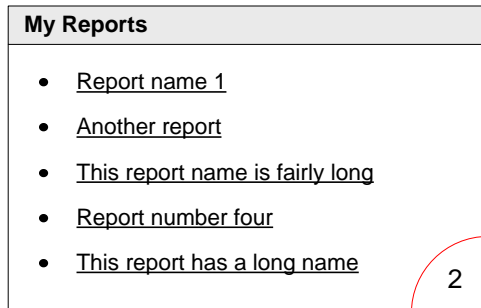 My Reports
Report name 1
Another report
This report name is fairly long
Report number four
This report has a long name
2